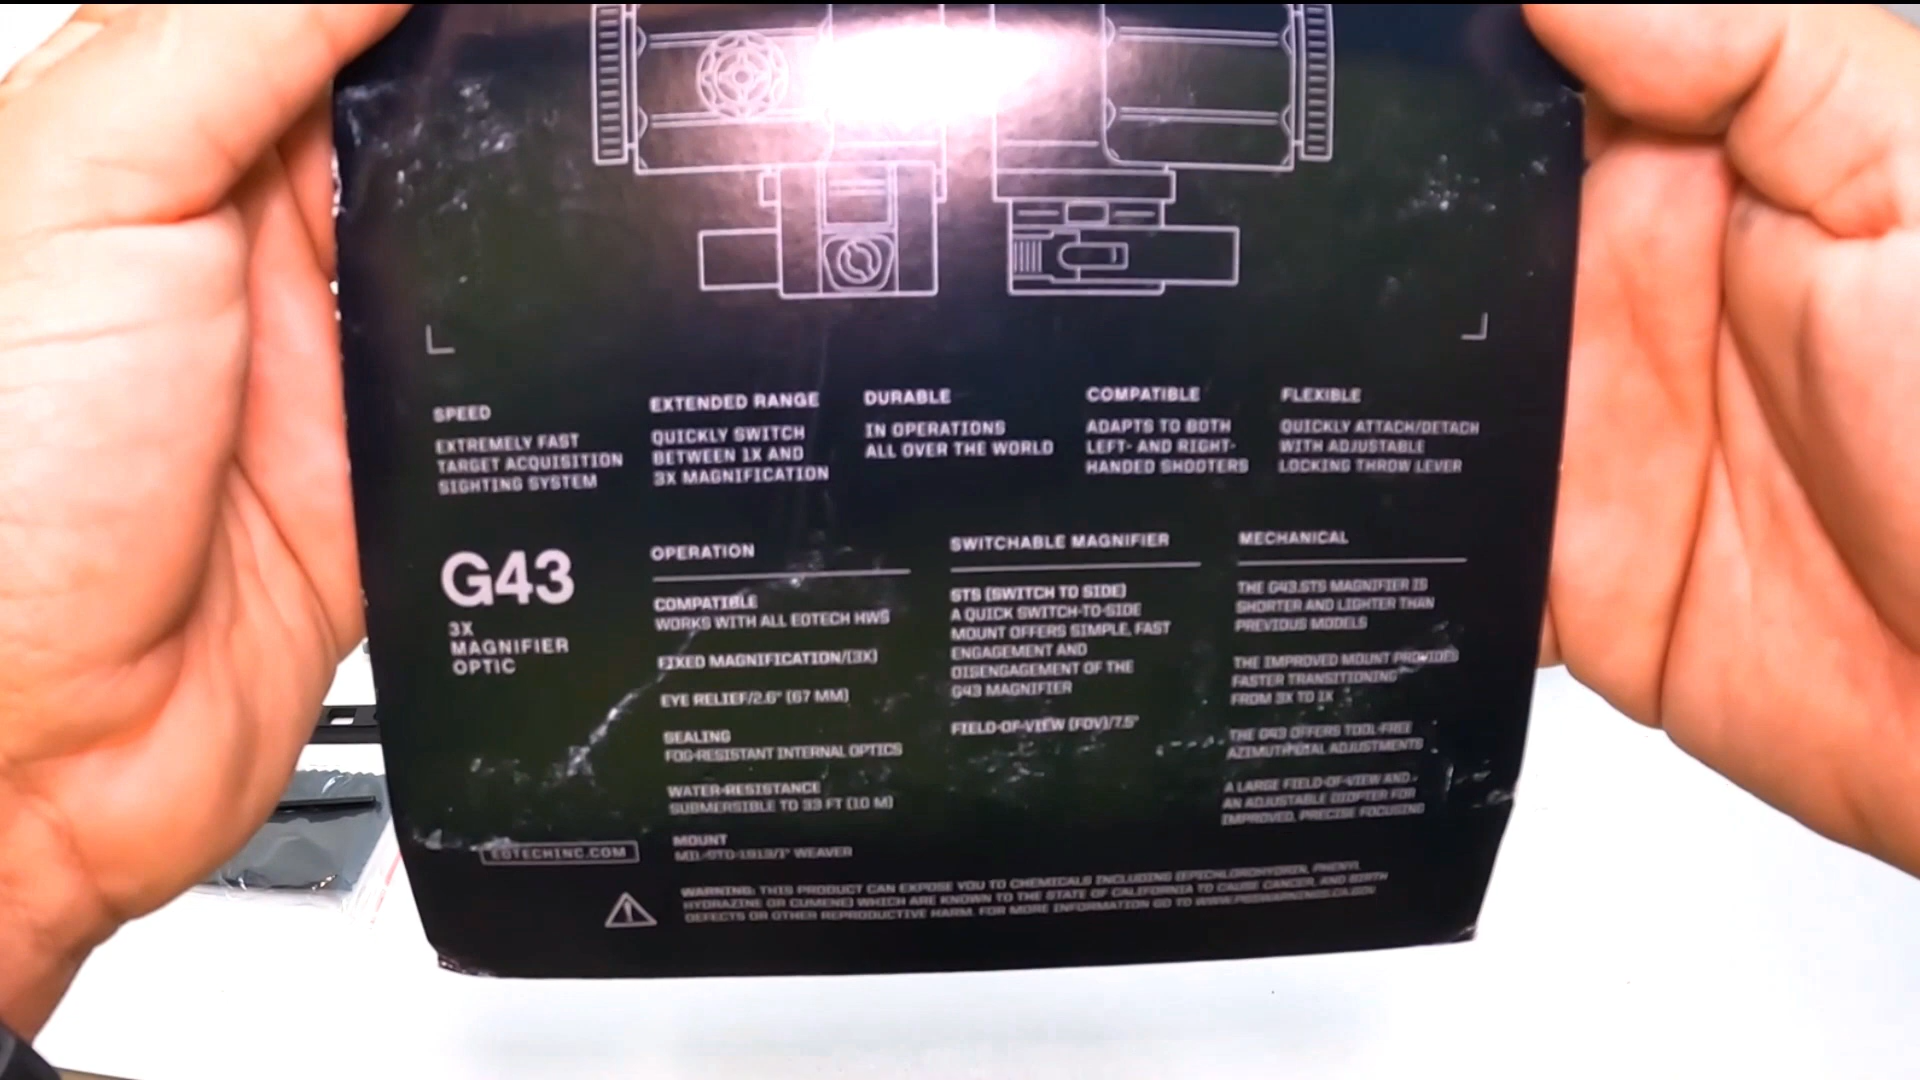 SPEED
EXTREMELY FAST
TARGET ACQUISITION
SIGHTING SYSTEM
EXTENDED RANGE
QUICKLY SWITCH
BETWEEN 1X AND
3X MAGNIFICATION
DURABLE
IN OPERATIONS
ALL OVER THE WORLD
COMPATIBLE
ADAPTS TO BOTH
LEFT- AND RIGHT-
HANDED SHOOTERS
FLEXIBLE
QUICKLY ATTACH/DETACH
WITH ADJUSTABLE
LOCKING THROW LEVER
G43
3X
MAGNIFIER
OPTIC
OPERATION
COMPATIBLE
WORKS WITH ALL EOTECH HWS
FIXED MAGNIFICATION/(3X)
EYE RELIEF/2.6" (67 MM)
SEALING
FOG-RESISTANT INTERNAL OPTICS
WATER-RESISTANCE
SUBMERSIBLE TO 33 FT (10 M)
MOUNT
MIL-STD-1913/1" WEAVER
SWITCHABLE MAGNIFIER
STS (SWITCH TO SIDE)
A QUICK SWITCH-TO-SIDE
MOUNT OFFERS SIMPLE, FAST
ENGAGEMENT AND
DISENGAGEMENT OF THE
G43 MAGNIFIER
FIELD-OF-VIEW (FOV)/7.5°
MECHANICAL
THE G43.STS MAGNIFIER IS
SHORTER AND LIGHTER THAN
PREVIOUS MODELS
THE IMPROVED MOUNT PROVIDES
FASTER TRANSITIONING
FROM 3X TO 1X
THE G43 OFFERS TOOL-FREE
ADJUSTMENTS
A LARGE FIELD-OF-VIEW AND
AN ADJUSTABLE DIOPTER FOR
IMPROVED, PRECISE FOCUSING
EOTECHINC.COM
WARNING: THIS PRODUCT CAN EXPOSE YOU TO CHEMICALS INCLUDING (EPICHLOROHYDRIN, PHENYL
HYDRAZINE OR CUMENE) WHICH ARE KNOWN TO THE STATE OF CALIFORNIA TO CAUSE CANCER, AND BIRTH
DEFECTS OR OTHER REPRODUCTIVE HARM. FOR MORE INFORMATION GO TO WWW.P65WARNINGS.CA.GOV